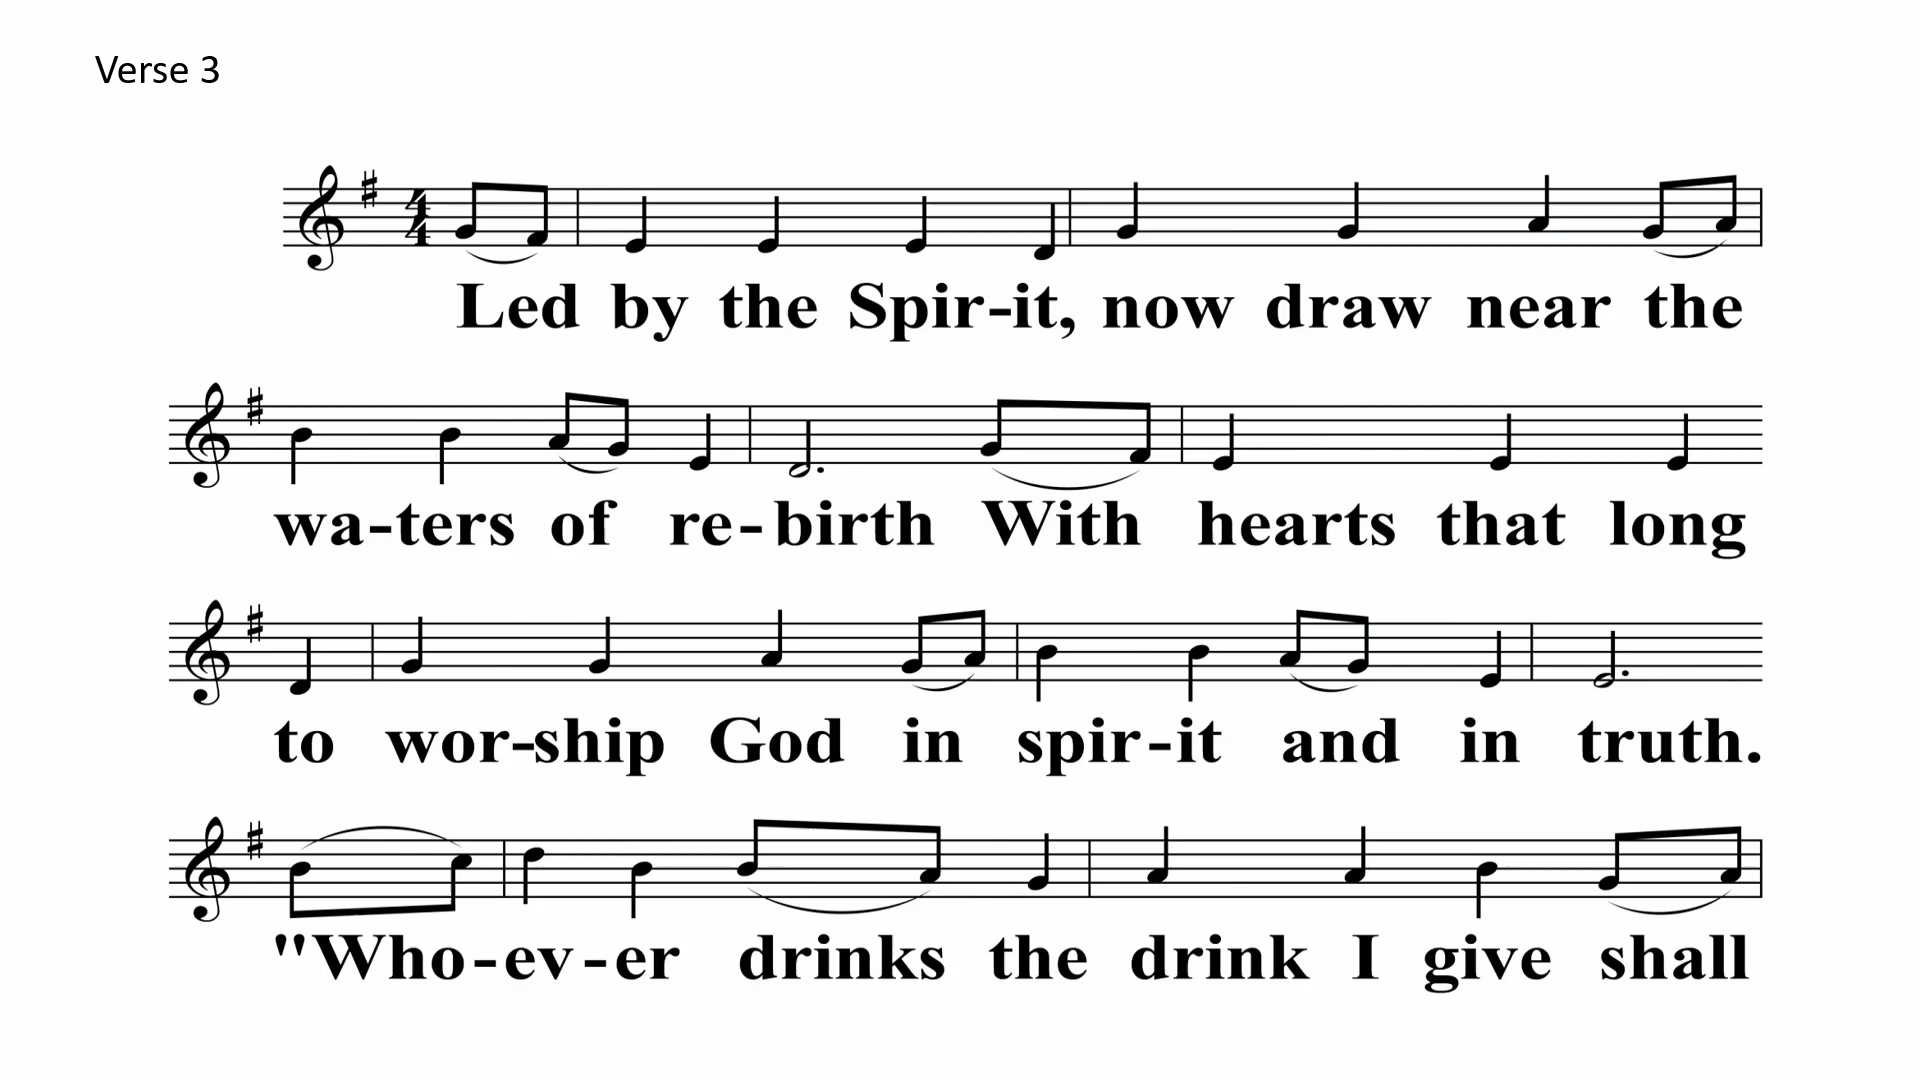 Verse 3
Led by the Spir-it, now draw near the
wa-ters of re-birth With hearts that long
to wor-ship God in spir-it and in truth.
"Who-ev-er drinks the drink I give shall